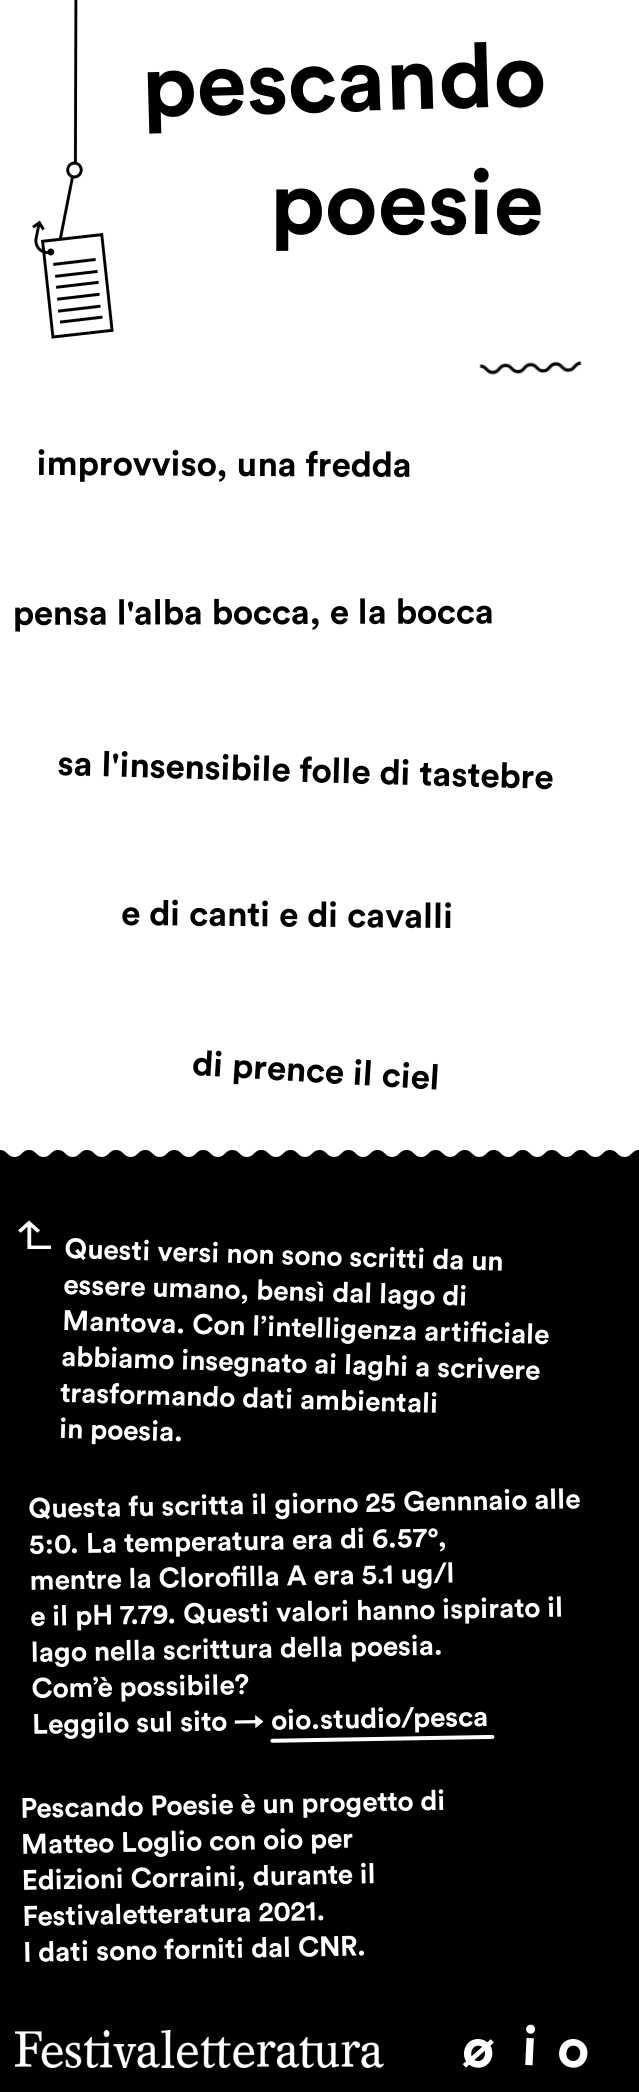 pescando
poesie
improvviso, una fredda
pensa l'alba bocca, e la bocca
sa l'insensibile folle di tastebre
e di canti e di cavalli
di prence il ciel
Questi versi non sono scritti da un
essere umano, bensì dal lago di
Mantova. Con l’intelligenza artificiale
abbiamo insegnato ai laghi a scrivere
trasformando dati ambientali
in poesia.
Questa fu scritta il giorno 25 Gennnaio alle
5:0. La temperatura era di 6.57°,
mentre la Clorofilla A era 5.1 ug/l
e il pH 7.79. Questi valori hanno ispirato il
lago nella scrittura della poesia.
Com’è possibile?
Leggilo sul sito → oio.studio/pesca
Pescando Poesie è un progetto di
Matteo Loglio con oio per
Edizioni Corraini, durante il
Festivaletteratura 2021.
I dati sono forniti dal CNR.
Festivaletteratura ø i o